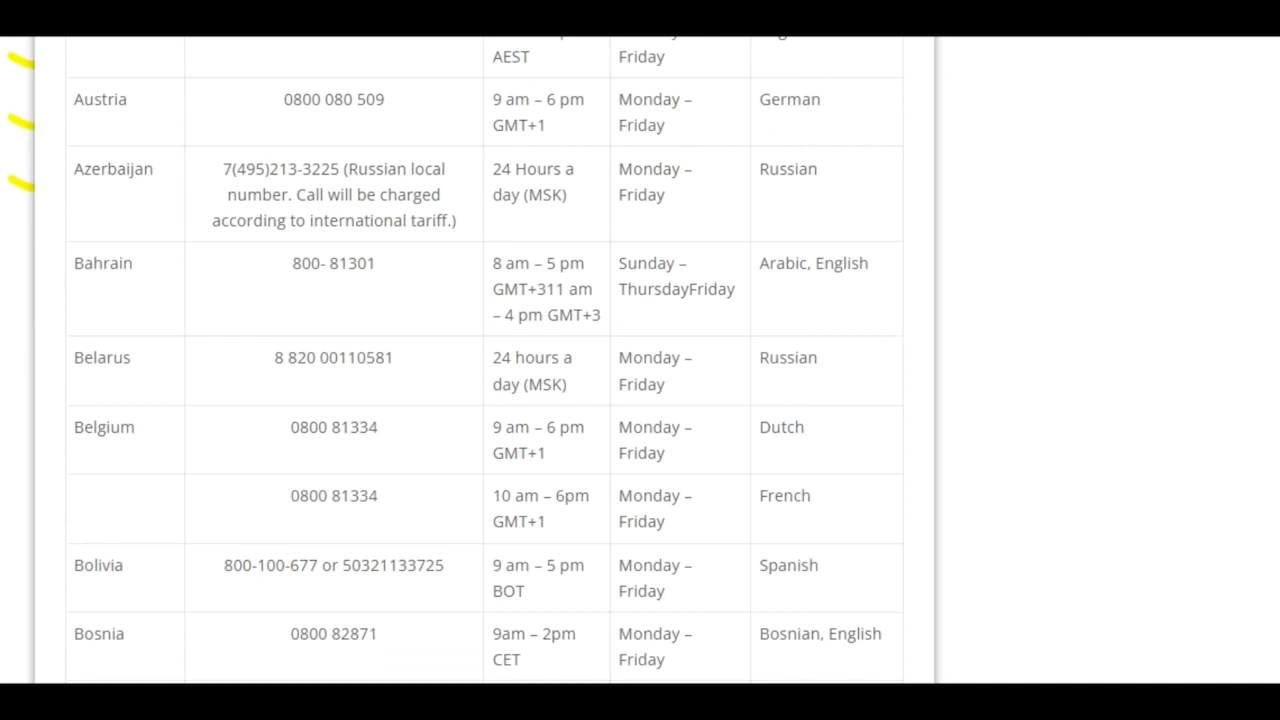 AEST
Friday
Austria
0800 080 509
9 am – 6 pm
GMT+1
Monday –
Friday
German
Azerbaijan
7(495)213-3225 (Russian local
number. Call will be charged
according to international tariff.)
24 Hours a
day (MSK)
Monday –
Friday
Russian
Bahrain
800- 81301
8 am – 5 pm
GMT+311 am
– 4 pm GMT+3
Sunday –
ThursdayFriday
Arabic, English
Belarus
8 820 00110581
24 hours a
day (MSK)
Monday –
Friday
Russian
Belgium
0800 81334
9 am – 6 pm
GMT+1
Monday –
Friday
Dutch
0800 81334
10 am – 6pm
GMT+1
Monday –
Friday
French
Bolivia
800-100-677 or 50321133725
9 am – 5 pm
BOT
Monday –
Friday
Spanish
Bosnia
0800 82871
9am – 2pm
CET
Monday –
Friday
Bosnian, English